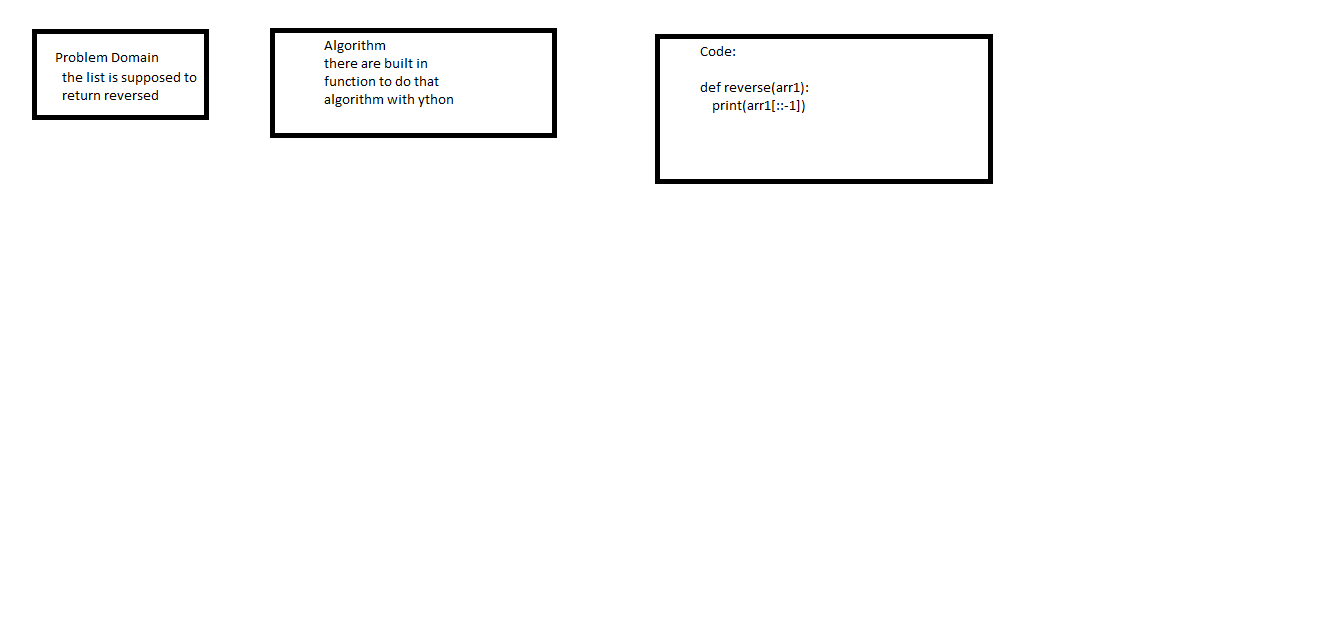 Problem Domain
the list is supposed to
return reversed
Algorithm
there are built in
function to do that
algorithm with ython
Code:
def reverse(arr1):
print(arr1[::-1])